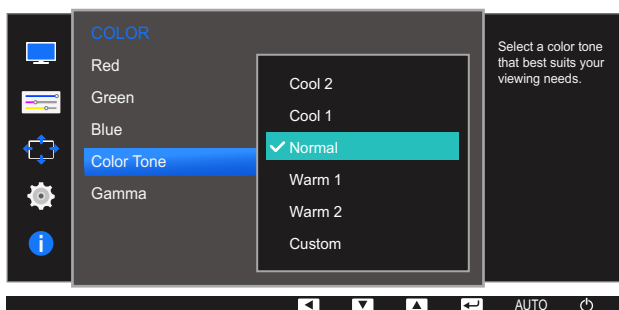 COLOR
Red
Green
Blue
Color Tone
Gamma
Cool 2
Cool 1
Normal
Warm 1
Warm 2
Custom
Select a color tone
that best suits your
viewing needs.
AUTO